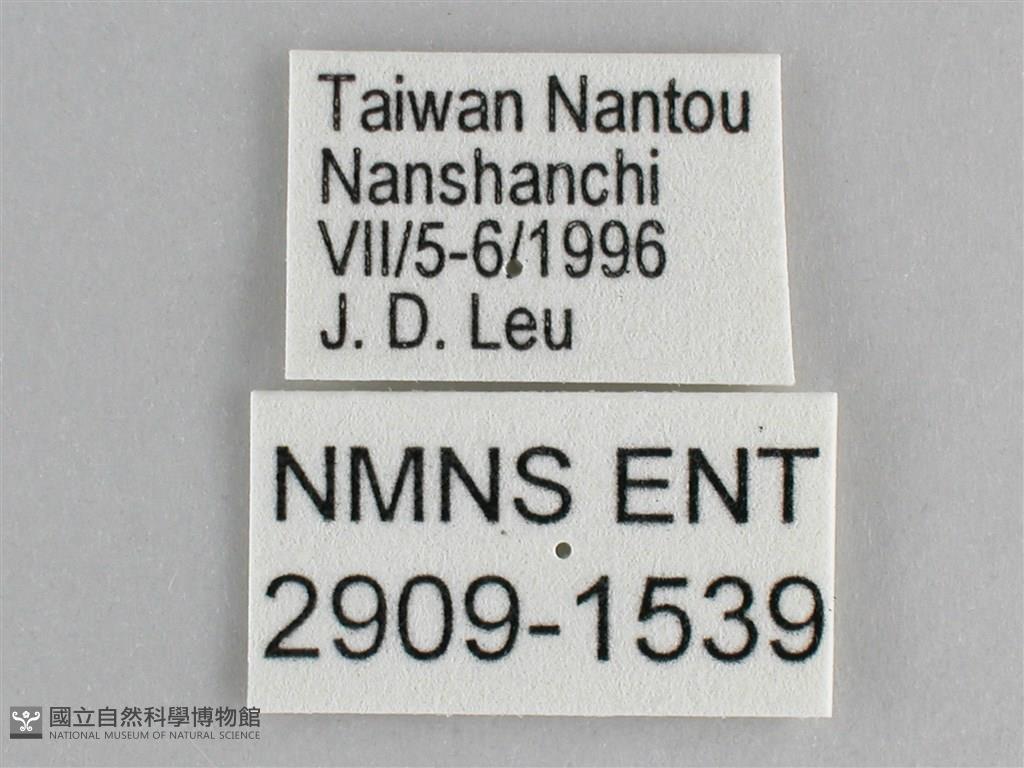 Taiwan Nantou
Nanshanchi
VII/5-6/1996
J. D. Leu
NMNS ENT
2909-1539
國立自然科學博物館
NATIONAL MUSEUM OF NATURAL SCIENCE